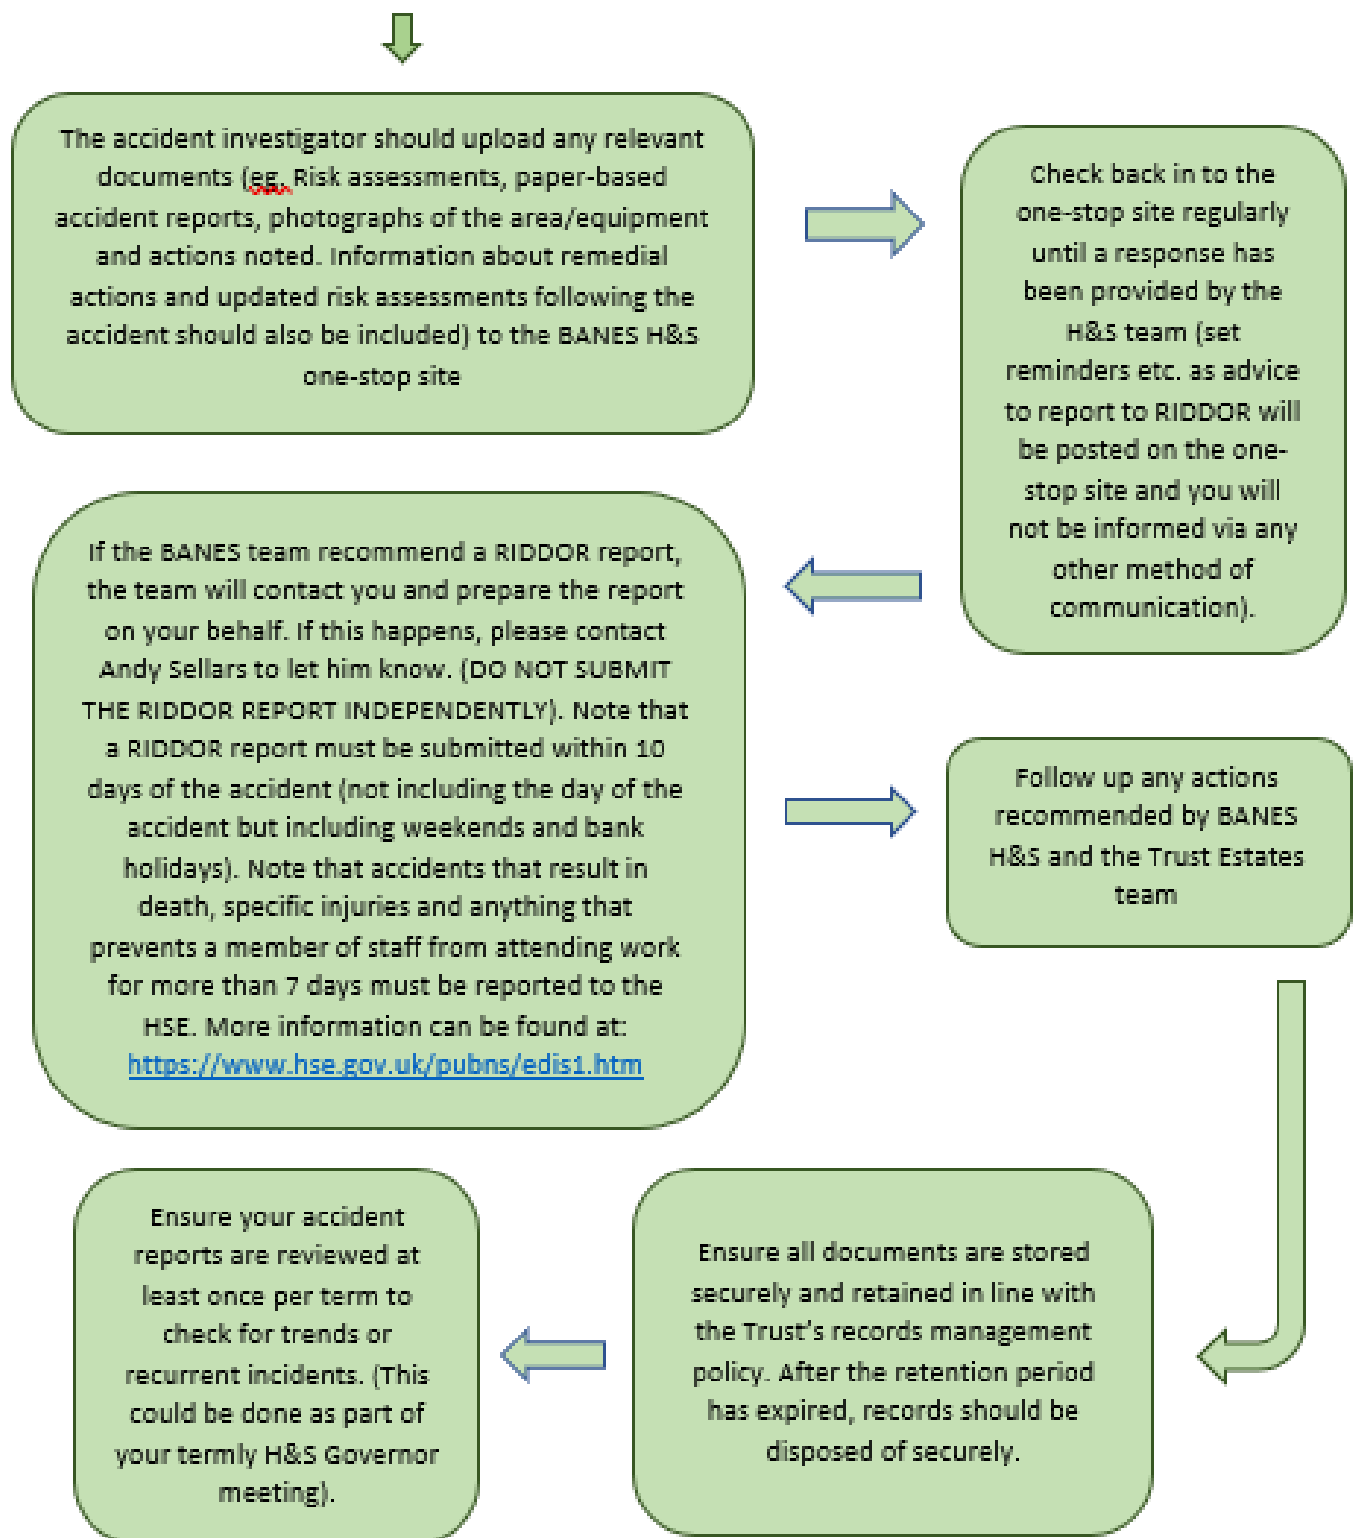 The accident investigator should upload any relevant
documents (eg. Risk assessments, paper-based
accident reports, photographs of the area/equipment
and actions noted. Information about remedial
actions and updated risk assessments following the
accident should also be included) to the BANES H&S
one-stop site
Check back in to the
one-stop site regularly
until a response has
been provided by the
H&S team (set
reminders etc. as advice
to report to RIDDOR will
be posted on the one-
stop site and you will
not be informed via any
other method of
communication).
If the BANES team recommend a RIDDOR report,
the team will contact you and prepare the report
on your behalf. If this happens, please contact
Andy Sellars to let him know. (DO NOT SUBMIT
THE RIDDOR REPORT INDEPENDENTLY). Note that
a RIDDOR report must be submitted within 10
days of the accident (not including the day of the
accident but including weekends and bank
holidays). Note that accidents that result in
death, specific injuries and anything that
prevents a member of staff from attending work
for more than 7 days must be reported to the
HSE. More information can be found at:
https://www.hse.gov.uk/pubns/edis1.htm
Follow up any actions
recommended by BANES
H&S and the Trust Estates
team
Ensure all documents are stored
securely and retained in line with
the Trust's records management
policy. After the retention period
has expired, records should be
disposed of securely.
Ensure your accident
reports are reviewed at
least once per term to
check for trends or
recurrent incidents. (This
could be done as part of
your termly H&S Governor
meeting).